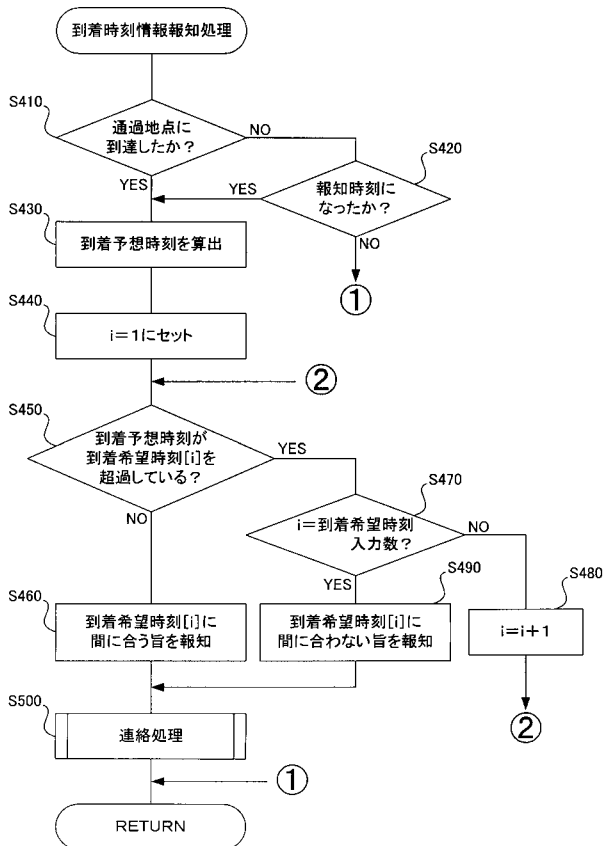 到着時刻情報報知処理
S410
通過地点に
到達したか？
NO
YES
S420
報知時刻に
なったか？
YES
NO
①
S430
到着予想時刻を算出
S440
i＝1にセット
②
S450
到着予想時刻が
到着希望時刻[i]を
超過している？
YES
NO
S470
i＝到着希望時刻
入力数？
NO
YES
S460
到着希望時刻[i]に
間に合う旨を報知
S490
到着希望時刻[i]に
間に合わない旨を報知
S480
i＝i＋1
②
S500
連絡処理
①
RETURN